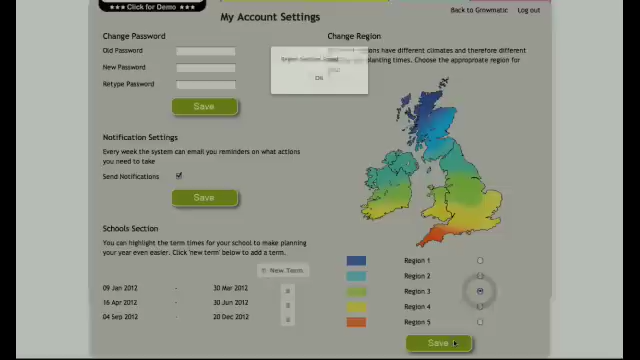 ★★★ Click for Demo ★★★
Back to Growmatic
Log out
My Account Settings
Change Password
Old Password
New Password
Retype Password
Save
Notification Settings
Every week the system can email you reminders on what actions
you need to take
Send Notifications
Save
Schools Section
You can highlight the term times for your school to make planning
your year even easier. Click 'new term' below to add a term.
New Term
09 Jan 2012 - 30 Mar 2012
16 Apr 2012 - 30 Jun 2012
04 Sep 2012 - 20 Dec 2012
Change Region
regions have different climates and therefore different
planting times. Choose the appropriate region for
you!
OK
Region 1
Region 2
Region 3
Region 4
Region 5
Save